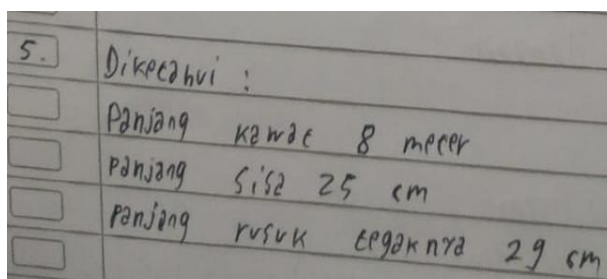 5. Diketahui :
Panjang kawat 8 meter
Panjang sisa 25 cm
Panjang rusuk tegaknya 29 cm